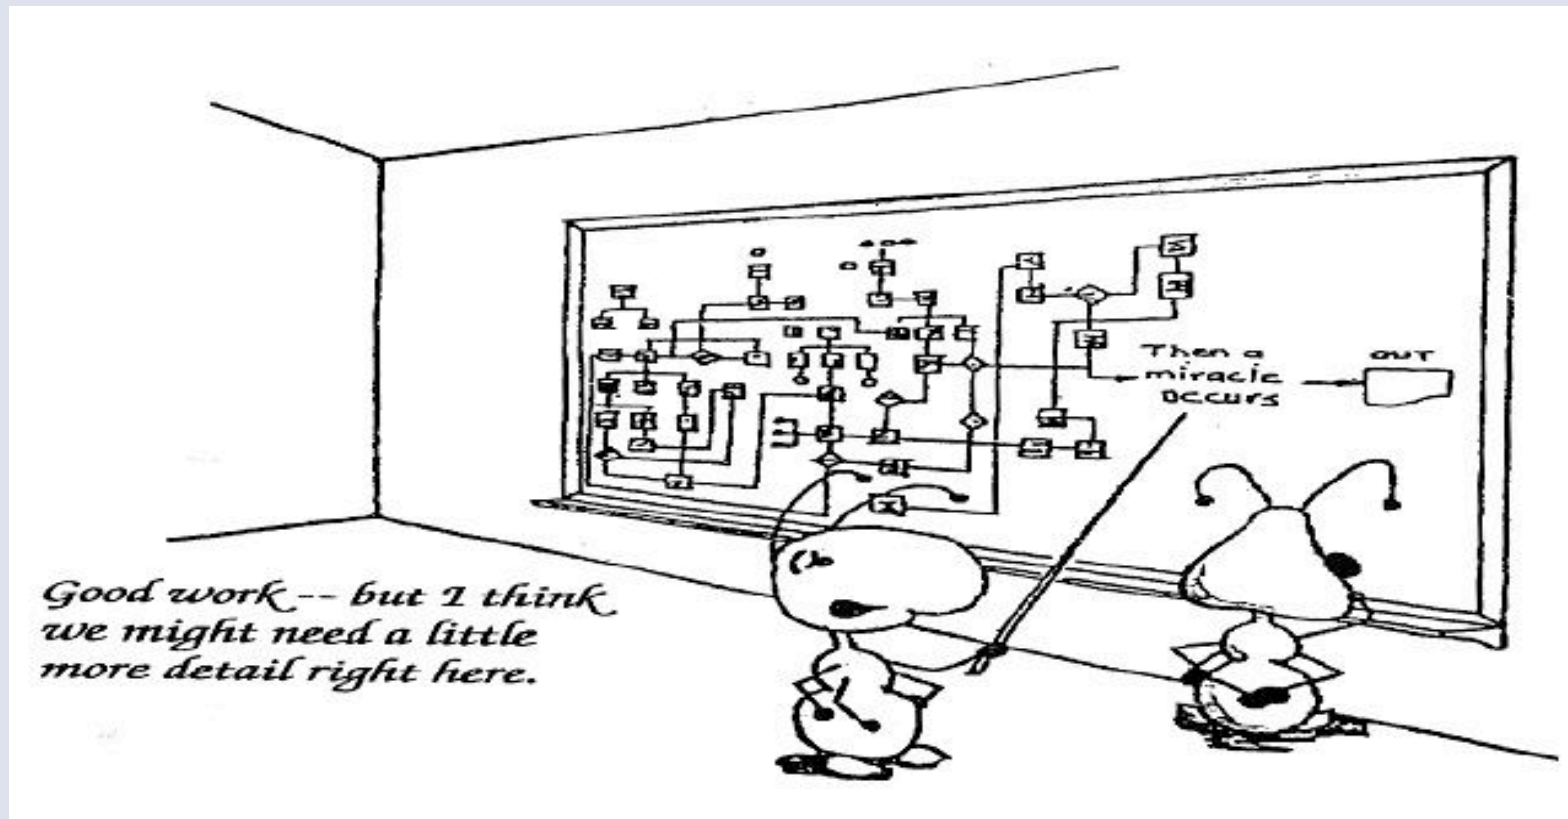 Then a
miracle
occurs
OUT
Good work -- but I think
we might need a little
more detail right here.